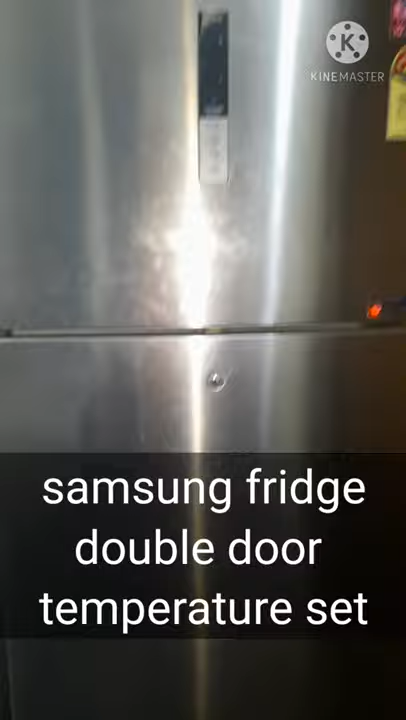 K
KINEMASTER
samsung fridge
double door
temperature set